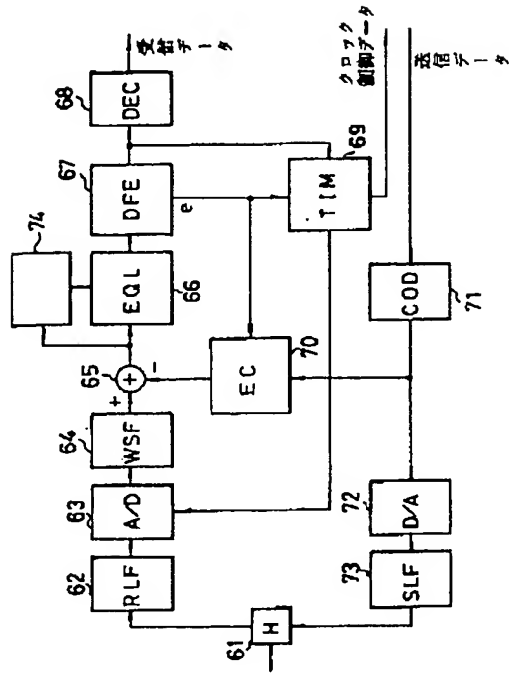 61
H
62
RLF
63
A/D
64
WSF
65
+
+
−
74
EQL
66
67
DFE
e
68
DEC
受信データ
EC
70
TIM
69
クロック
制御データ
73
SLF
72
D/A
COD
71
送信データ